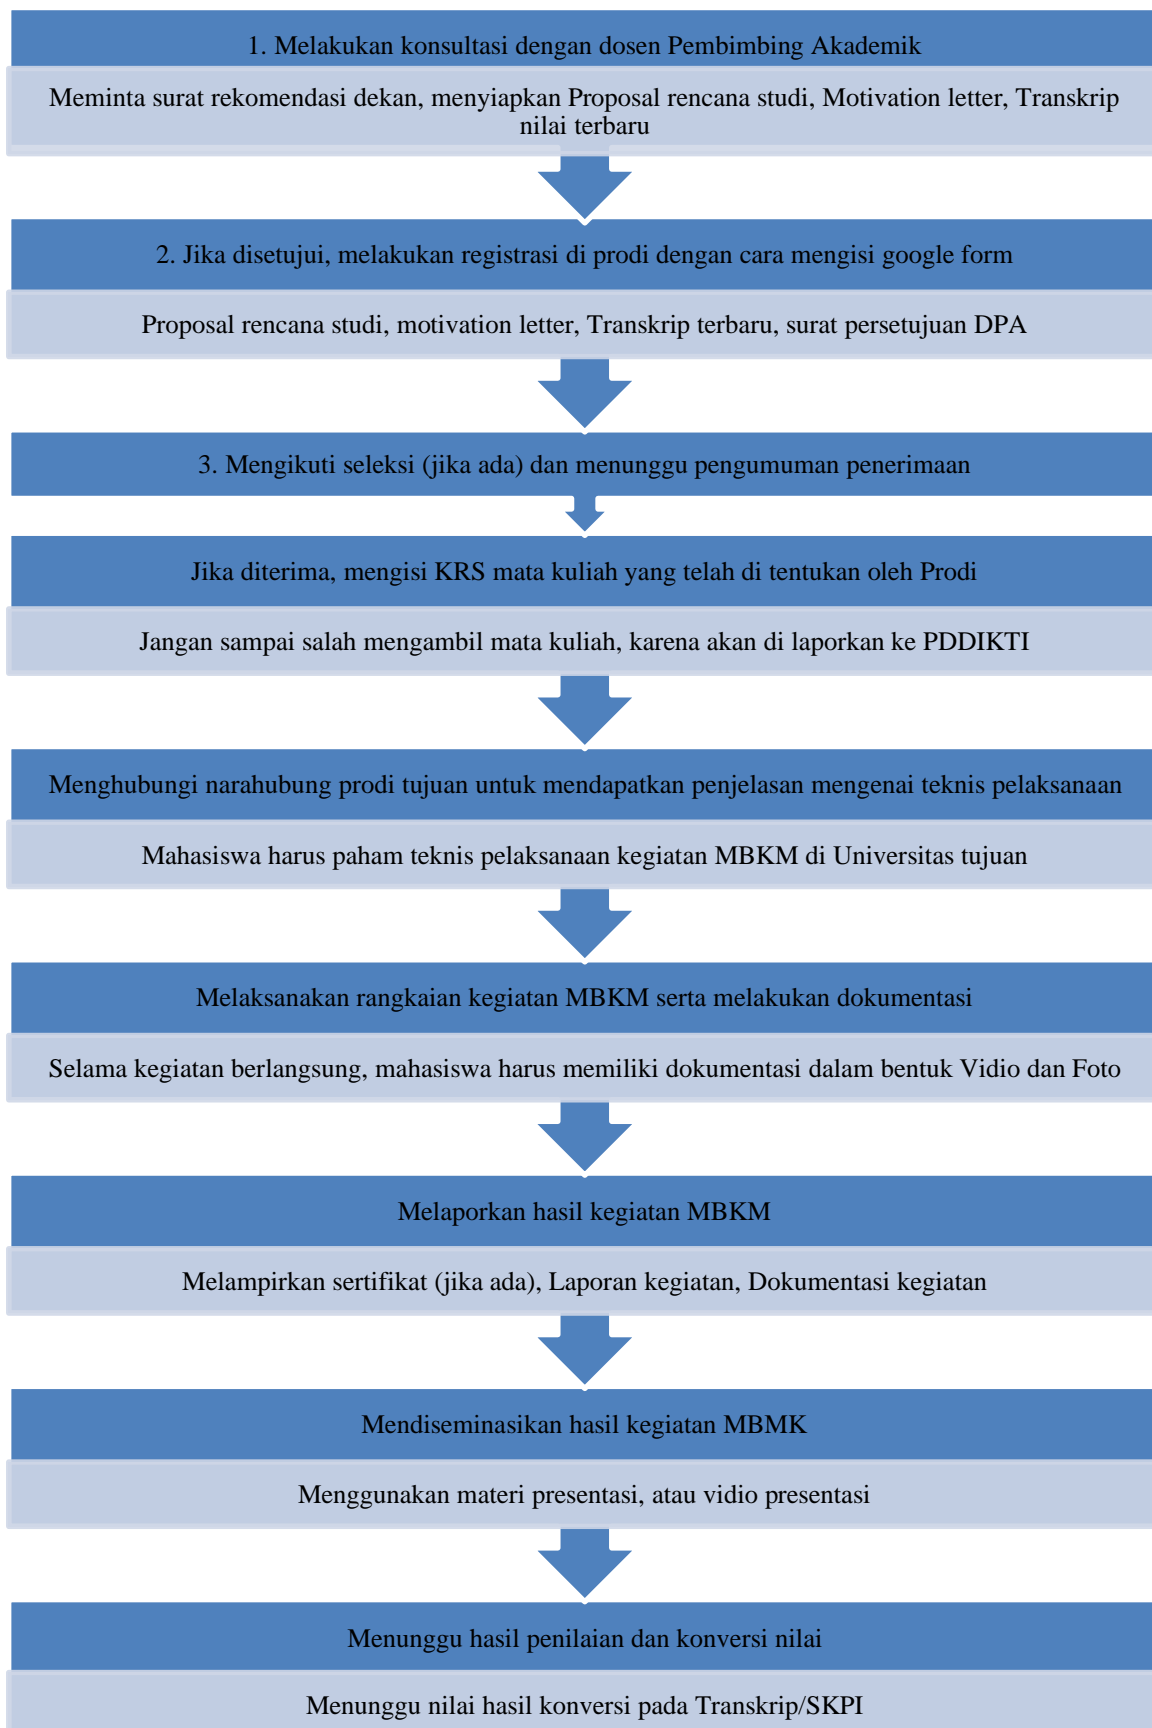 1. Melakukan konsultasi dengan dosen Pembimbing Akademik
Meminta surat rekomendasi dekan, menyiapkan Proposal rencana studi, Motivation letter, Transkrip
nilai terbaru
2. Jika disetujui, melakukan registrasi di prodi dengan cara mengisi google form
Proposal rencana studi, motivation letter, Transkrip terbaru, surat persetujuan DPA
3. Mengikuti seleksi (jika ada) dan menunggu pengumuman penerimaan
Jika diterima, mengisi KRS mata kuliah yang telah di tentukan oleh Prodi
Jangan sampai salah mengambil mata kuliah, karena akan di laporkan ke PDDIKTI
Menghubungi narahubung prodi tujuan untuk mendapatkan penjelasan mengenai teknis pelaksanaan
Mahasiswa harus paham teknis pelaksanaan kegiatan MBKM di Universitas tujuan
Melaksanakan rangkaian kegiatan MBKM serta melakukan dokumentasi
Selama kegiatan berlangsung, mahasiswa harus memiliki dokumentasi dalam bentuk Vidio dan Foto
Melaporkan hasil kegiatan MBKM
Melampirkan sertifikat (jika ada), Laporan kegiatan, Dokumentasi kegiatan
Mendiseminasikan hasil kegiatan MBMK
Menggunakan materi presentasi, atau vidio presentasi
Menunggu hasil penilaian dan konversi nilai
Menunggu nilai hasil konversi pada Transkrip/SKPI